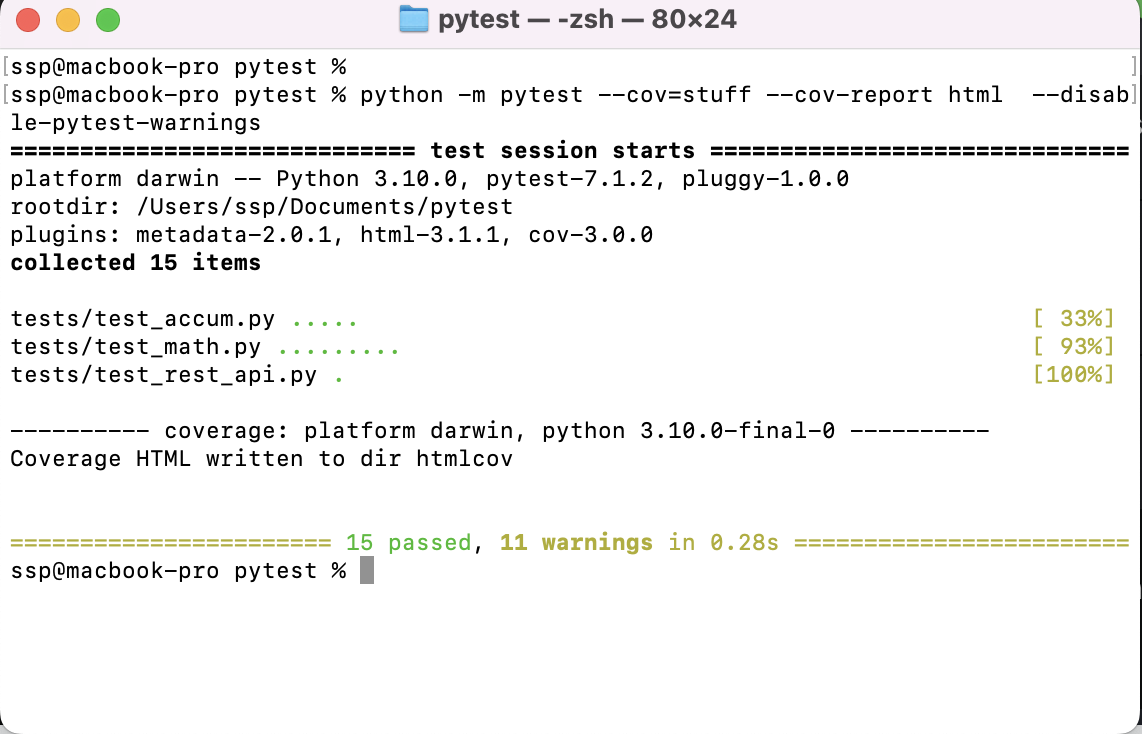 pytest — -zsh — 80×24
[ssp@macbook-pro pytest % ]
[ssp@macbook-pro pytest % python -m pytest --cov=stuff --cov-report html  --disab]
le-pytest-warnings
============================= test session starts ==============================
platform darwin -- Python 3.10.0, pytest-7.1.2, pluggy-1.0.0
rootdir: /Users/ssp/Documents/pytest
plugins: metadata-2.0.1, html-3.1.1, cov-3.0.0
collected 15 items
tests/test_accum.py ..... [ 33%]
tests/test_math.py ......... [ 93%]
tests/test_rest_api.py . [100%]
---------- coverage: platform darwin, python 3.10.0-final-0 ----------
Coverage HTML written to dir htmlcov
======================= 15 passed, 11 warnings in 0.28s ========================
ssp@macbook-pro pytest %